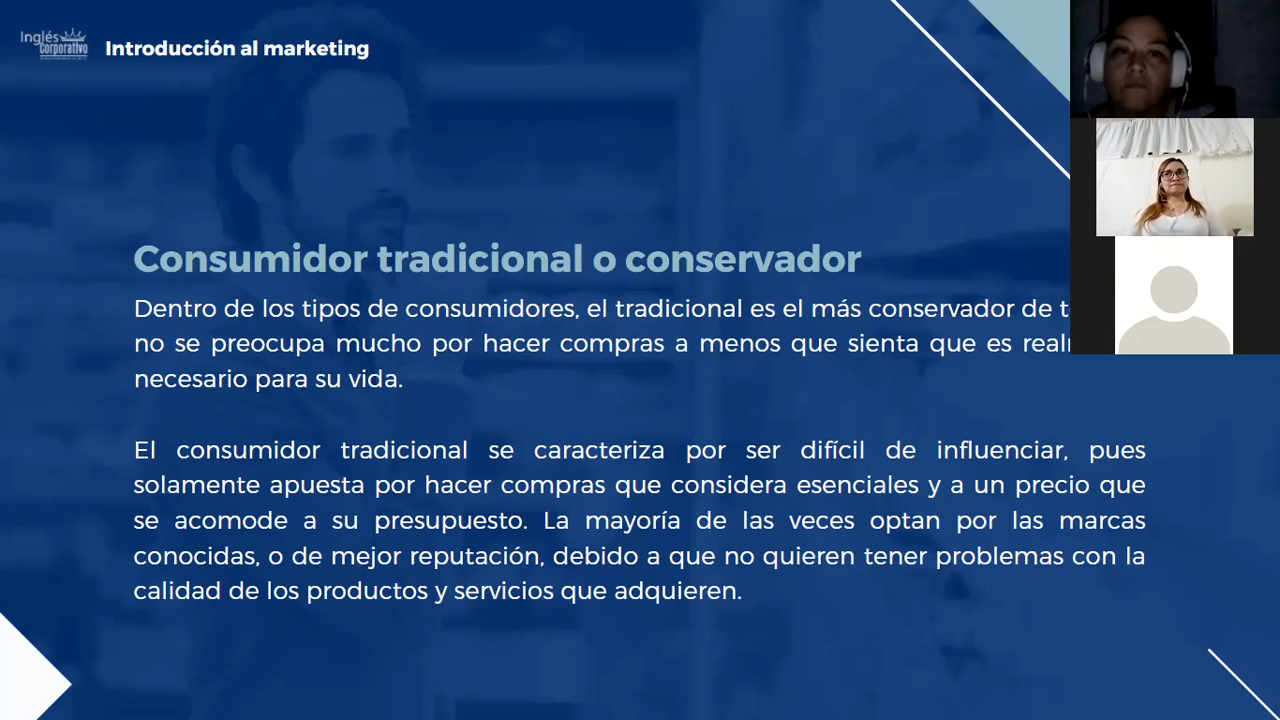 Inglés
Corporativo
Introducción al marketing
Consumidor tradicional o conservador
Dentro de los tipos de consumidores, el tradicional es el más conservador de
no se preocupa mucho por hacer compras a menos que sienta que es
necesario para su vida.
El consumidor tradicional se caracteriza por ser difícil de influenciar, pues
solamente apuesta por hacer compras que considera esenciales y a un precio que
se acomode a su presupuesto. La mayoría de las veces optan por las marcas
conocidas, o de mejor reputación, debido a que no quieren tener problemas con la
calidad de los productos y servicios que adquieren.